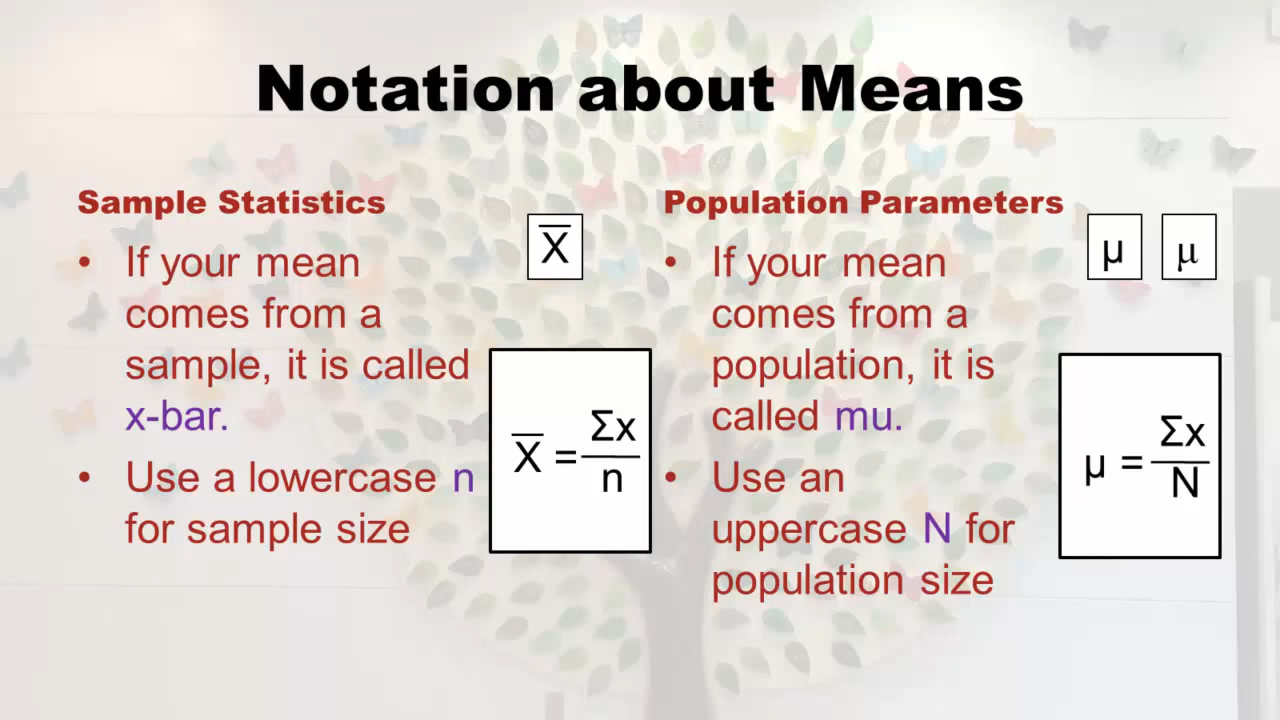 Notation about Means
Sample Statistics
• If your mean
comes from a
sample, it is called
x-bar.
• Use a lowercase n
for sample size
X̅
X̅ = Σx
n
Population Parameters
• If your mean
comes from a
population, it is
called mu.
• Use an
uppercase N for
population size
µ μ
µ = Σx
N